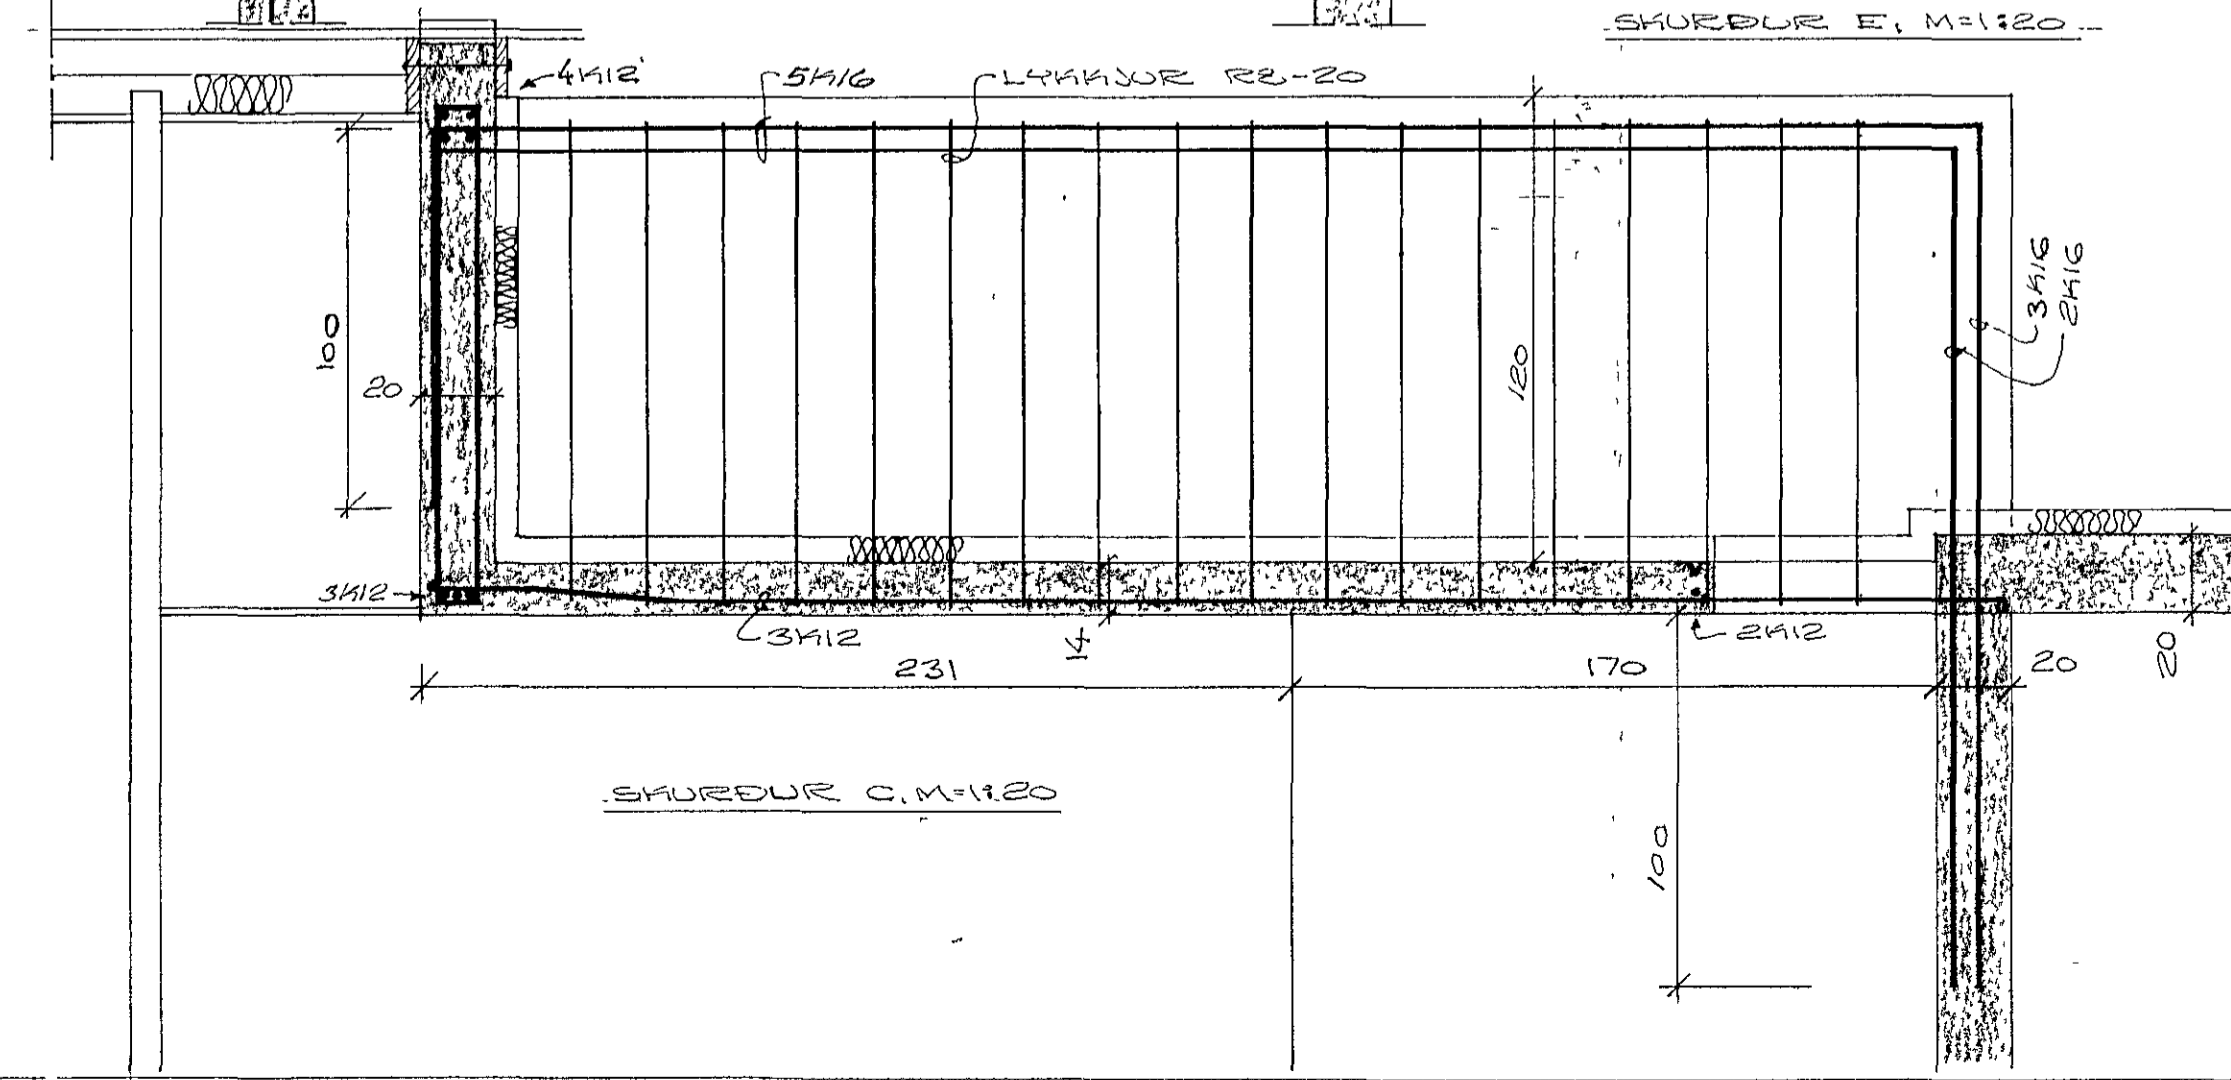 SKURÐUR E, M=1:20
4K12
5K16
LYKKJUR R8-20
3K16
2K16
100
20
120
3K12
3K12
14
2K12
231
170
20
20
SKURÐUR C, M=1:20
100